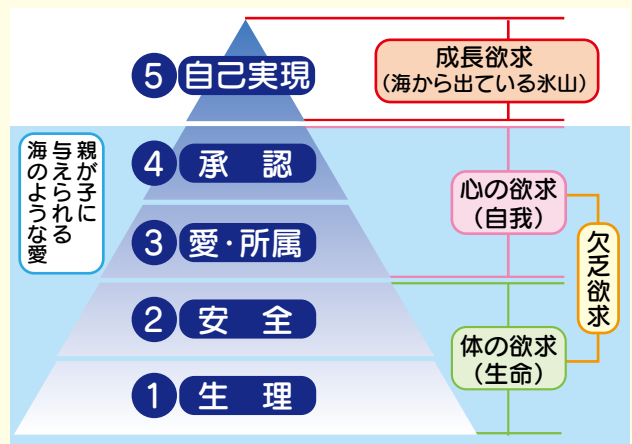 5 自己実現
成長欲求
(海から出ている氷山)
親が子に
与えられる
海のような愛
4 承認
3 愛・所属
心の欲求
(自我)
欠乏欲求
2 安全
体の欲求
(生命)
1 生理